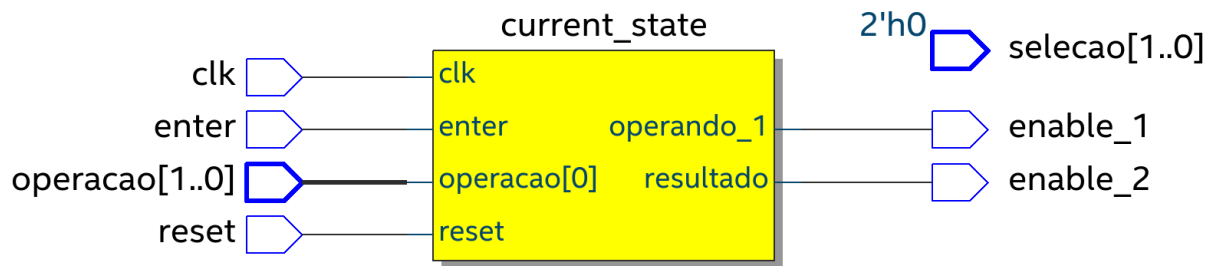 current_state
2'h0
selecao[1..0]
clk
clk
enter
enter
operando_1
enable_1
operacao[1..0]
operacao[0]
resultado
enable_2
reset
reset